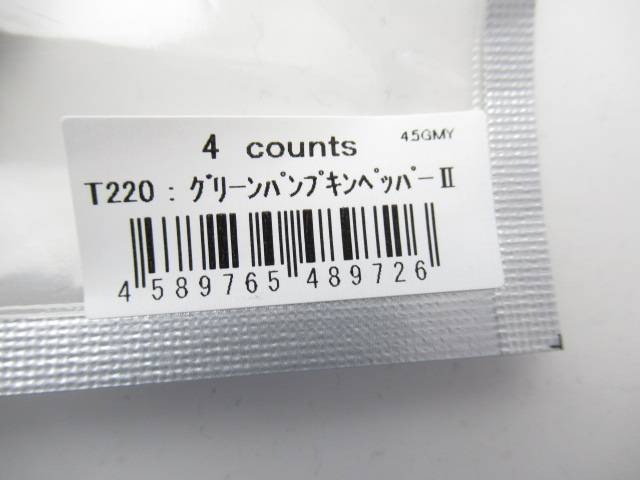 4 counts 45GMY
T220 : ｸﾞﾘｰﾝﾊﾟﾝﾌﾟｷﾝﾍﾟｯﾊﾟｰⅡ
4 589765 489726